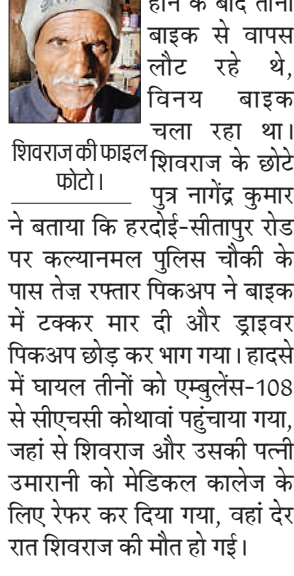 होने के बाद तीनों
बाइक से वापस
लौट रहे थे,
विनय बाइक
चला रहा था।
शिवराज की फाइल
फोटो।
शिवराज के छोटे
पुत्र नागेंद्र कुमार
ने बताया कि हरदोई-सीतापुर रोड
पर कल्यानमल पुलिस चौकी के
पास तेज़ रफ्तार पिकअप ने बाइक
में टक्कर मार दी और ड्राइवर
पिकअप छोड़ कर भाग गया। हादसे
में घायल तीनों को एम्बुलेंस-108
से सीएचसी कोथावां पहुंचाया गया,
जहां से शिवराज और उसकी पत्नी
उमारानी को मेडिकल कालेज के
लिए रेफर कर दिया गया, वहां देर
रात शिवराज की मौत हो गई।